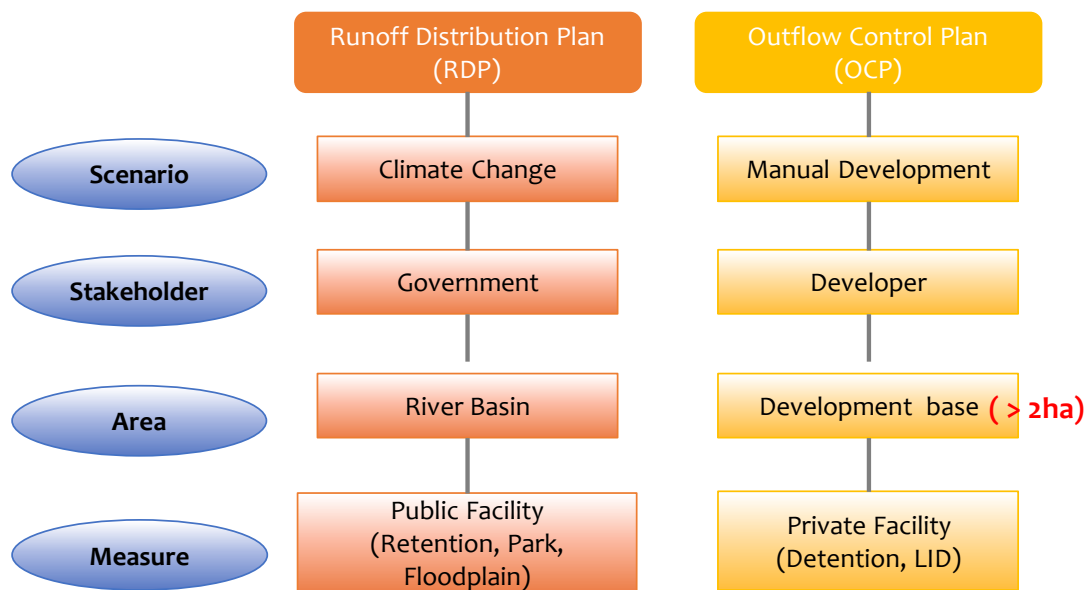 Runoff Distribution Plan
(RDP)
Outflow Control Plan
(OCP)
Scenario
Climate Change
Manual Development
Stakeholder
Government
Developer
Area
River Basin
Development base ( > 2ha)
Measure
Public Facility
(Retention, Park,
Floodplain)
Private Facility
(Detention, LID)